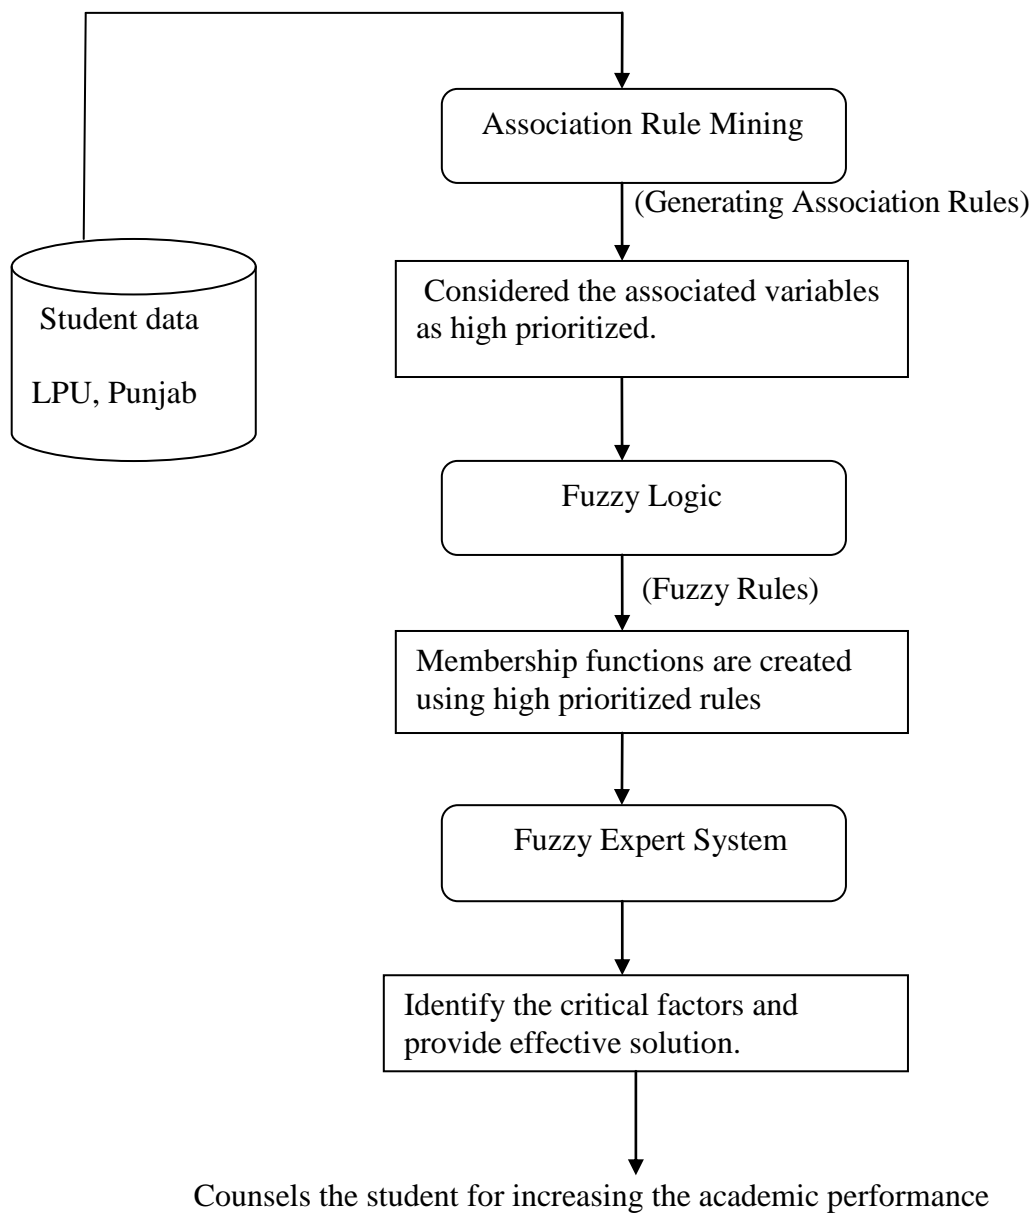 Association Rule Mining
(Generating Association Rules)
Student data
LPU, Punjab
Considered the associated variables
as high prioritized.
Fuzzy Logic
(Fuzzy Rules)
Membership functions are created
using high prioritized rules
Fuzzy Expert System
Identify the critical factors and
provide effective solution.
Counsels the student for increasing the academic performance